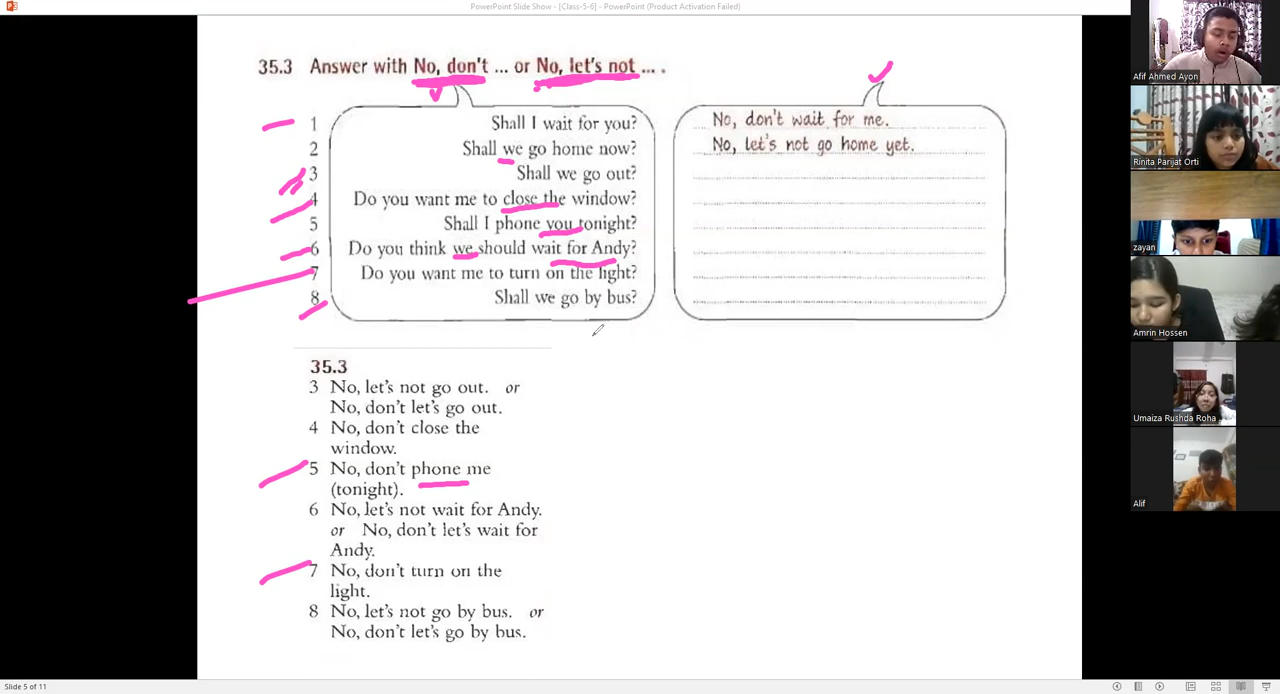 PowerPoint Slide Show - [Class-5-6] - PowerPoint (Product Activation Failed)
35.3 Answer with No, don't ... or No, let's not ... .
1 Shall I wait for you?
2 Shall we go home now?
3 Shall we go out?
4 Do you want me to close the window?
5 Shall I phone you tonight?
6 Do you think we should wait for Andy?
7 Do you want me to turn on the light?
8 Shall we go by bus?
No, don't wait for me.
No, let's not go home yet.
35.3
3 No, let's not go out. or
No, don't let's go out.
4 No, don't close the
window.
5 No, don't phone me
(tonight).
6 No, let's not wait for Andy.
or No, don't let's wait for
Andy.
7 No, don't turn on the
light.
8 No, let's not go by bus. or
No, don't let's go by bus.
Afif Ahmed Ayon
Rinita Parijat Orti
zayan
Amrin Hossen
Umaiza Rushda Roha
Alif
Slide 5 of 11